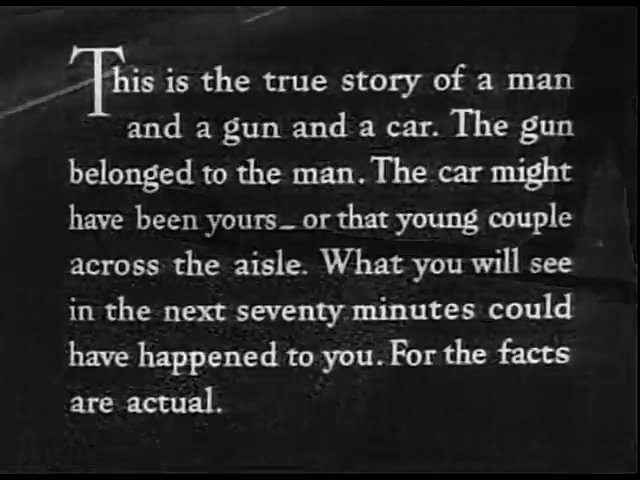 This is the true story of a man
and a gun and a car. The gun
belonged to the man. The car might
have been yours_or that young couple
across the aisle. What you will see
in the next seventy minutes could
have happened to you. For the facts
are actual.